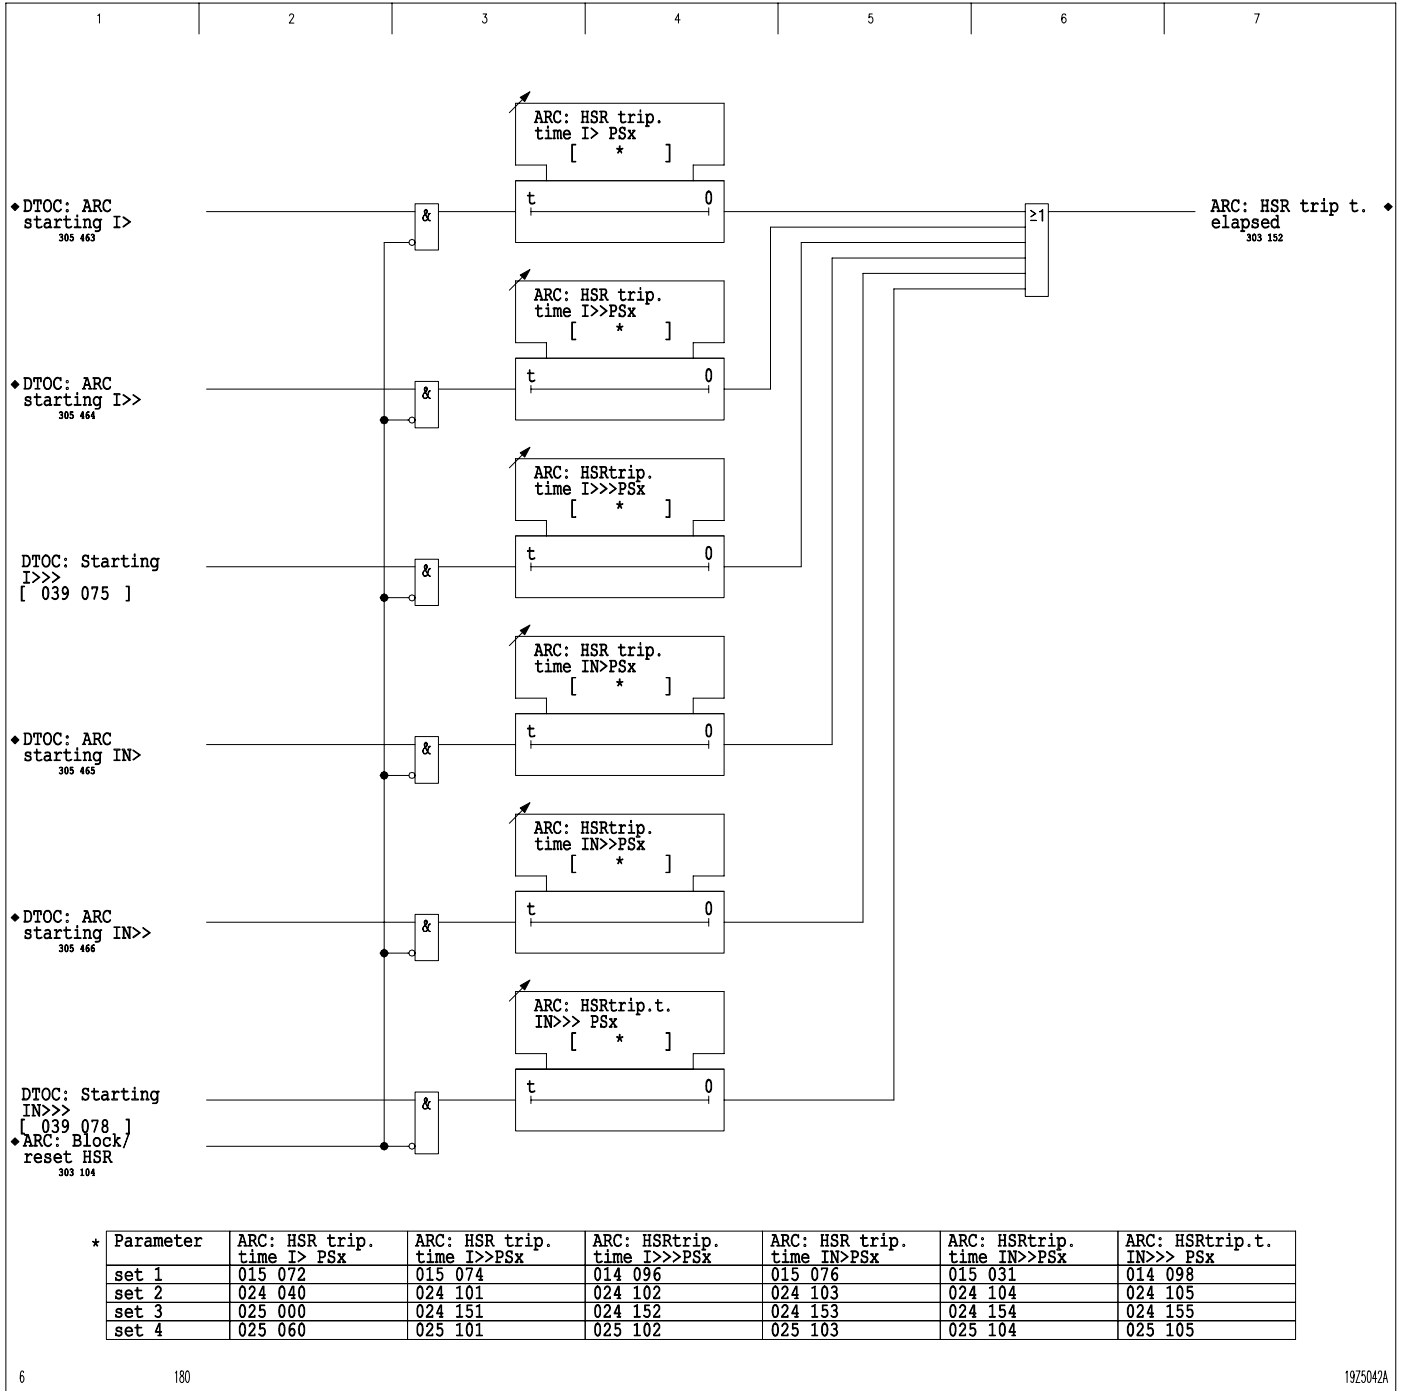 1 2 3 4 5 6 7
ARC: HSR trip.
time I> PSx
[ * ]
t 0
◆DTOC: ARC
starting I>
305 463
&
≥1
ARC: HSR trip t. ◆
elapsed
303 152
ARC: HSR trip.
time I>>PSx
[ * ]
t 0
◆DTOC: ARC
starting I>>
305 464
&
ARC: HSRtrip.
time I>>>PSx
[ * ]
t 0
DTOC: Starting
I>>>
[ 039 075 ]
&
ARC: HSR trip.
time IN>PSx
[ * ]
t 0
◆DTOC: ARC
starting IN>
305 465
&
ARC: HSRtrip.
time IN>>PSx
[ * ]
t 0
◆DTOC: ARC
starting IN>>
305 466
&
ARC: HSRtrip.t.
IN>>> PSx
[ * ]
t 0
DTOC: Starting
IN>>>
[ 039 078 ]
&
◆ARC: Block/
reset HSR
303 104
* Parameter ARC: HSR trip. ARC: HSR trip. ARC: HSRtrip. ARC: HSR trip. ARC: HSRtrip. ARC: HSRtrip.t.
time I> PSx time I>>PSx time I>>>PSx time IN>PSx time IN>>PSx IN>>> PSx
set 1 015 072 015 074 014 096 015 076 015 031 014 098
set 2 024 040 024 101 024 102 024 103 024 104 024 105
set 3 025 000 024 151 024 152 024 153 024 154 024 155
set 4 025 060 025 101 025 102 025 103 025 104 025 105
6 180 19Z5042A